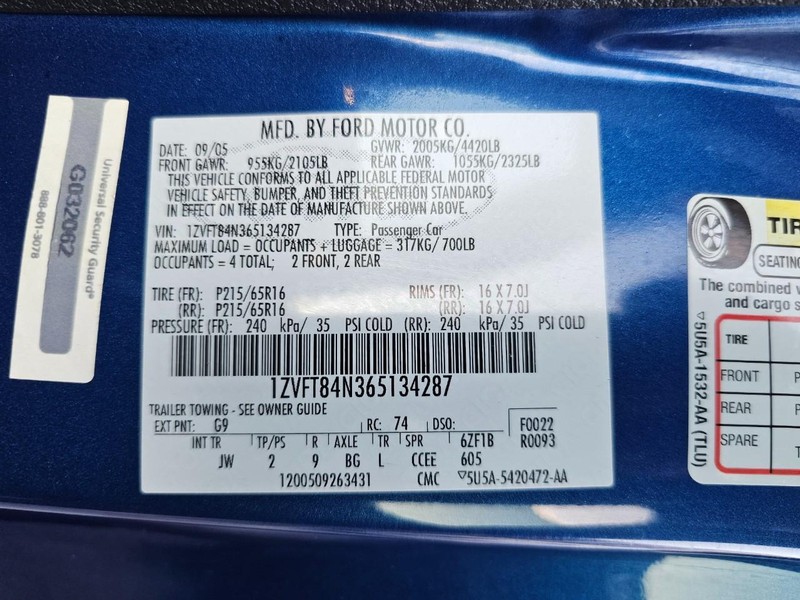 Universal Security Guard®
G032062
888-801-3078
MFD. BY FORD MOTOR CO.
DATE: 09/05 GVWR: 2005KG/4420LB
FRONT GAWR: 955KG/2105LB REAR GAWR: 1055KG/2325LB
THIS VEHICLE CONFORMS TO ALL APPLICABLE FEDERAL MOTOR
VEHICLE SAFETY, BUMPER, AND THEFT PREVENTION STANDARDS
IN EFFECT ON THE DATE OF MANUFACTURE SHOWN ABOVE.
VIN: 1ZVFT84N365134287 TYPE: Passenger Car
MAXIMUM LOAD = OCCUPANTS + LUGGAGE = 317KG/700LB
OCCUPANTS = 4 TOTAL; 2 FRONT, 2 REAR
TIRE (FR): P215/65R16 RIMS (FR): 16 X 7.0J
(RR): P215/65R16 (RR): 16 X 7.0J
PRESSURE (FR): 240 kPa/ 35 PSI COLD (RR): 240 kPa/ 35 PSI COLD
1ZVFT84N365134287
TRAILER TOWING - SEE OWNER GUIDE
EXT PNT: G9 RC: 74 DSO: F0022
INT TR TP/PS R AXLE TR SPR 6ZF1B R0093
JW 2 9 BG L CCEE 605
1200509263431 CMC ▽5U5A-5420472-AA
TIR
SEATING
The combined
and cargo s
TIRE
FRONT P
REAR P
SPARE T
▽5U5A-1532-AA (TLU)